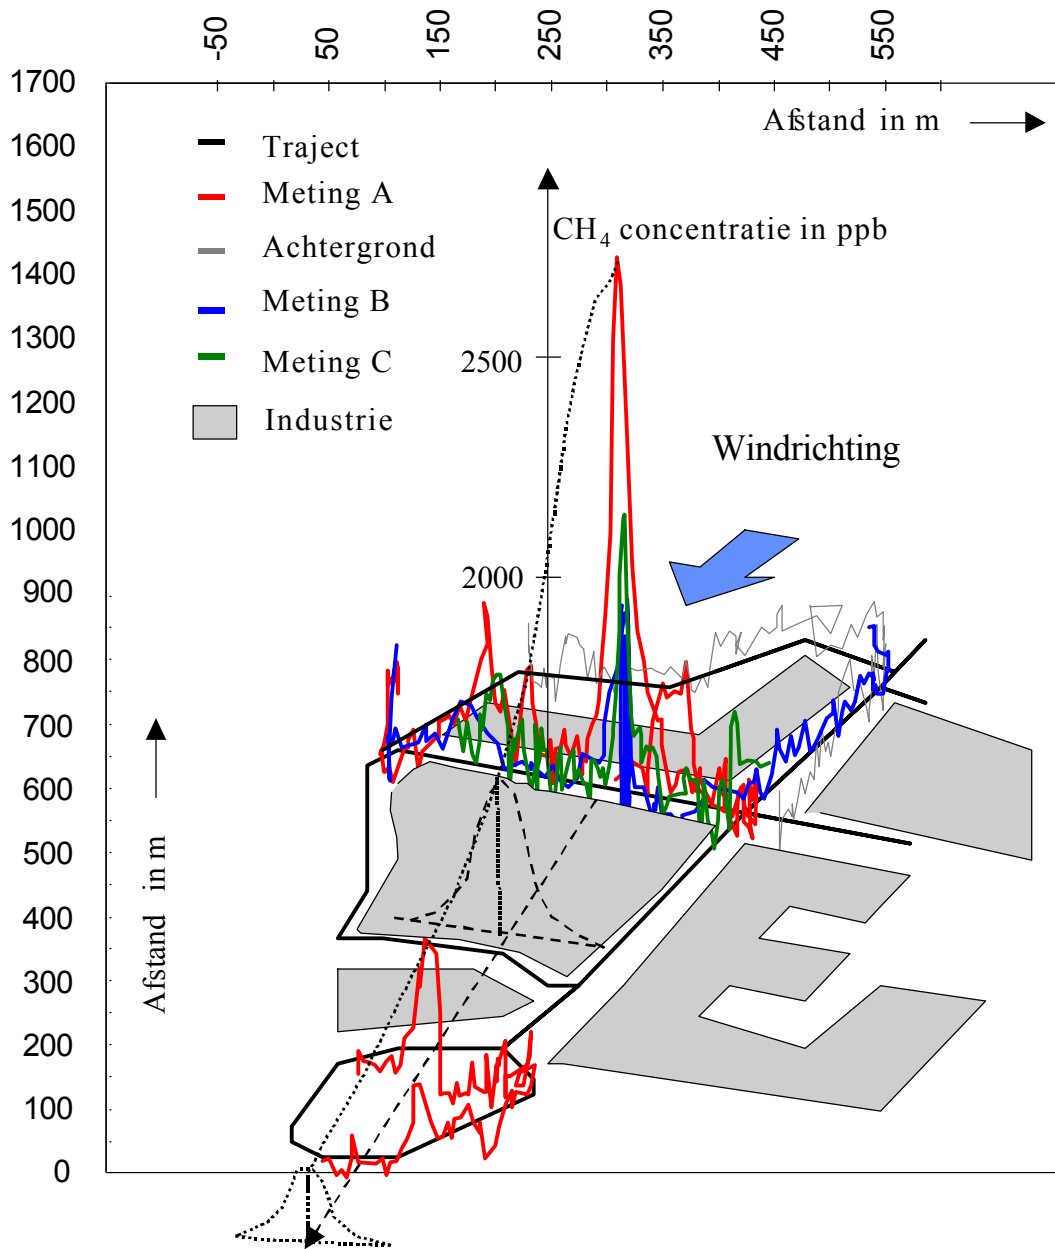 -50 50 150 250 350 450 550
1700
Afstand in m
1600
Traject
1500
Meting A
CH4 concentratie in ppb
Achtergrond
1400
Meting B
1300
Meting C
2500
1200
Industrie
1100
Windrichting
1000
2000
900
800
700
600
500
400
Afstand in m
300
200
100
0